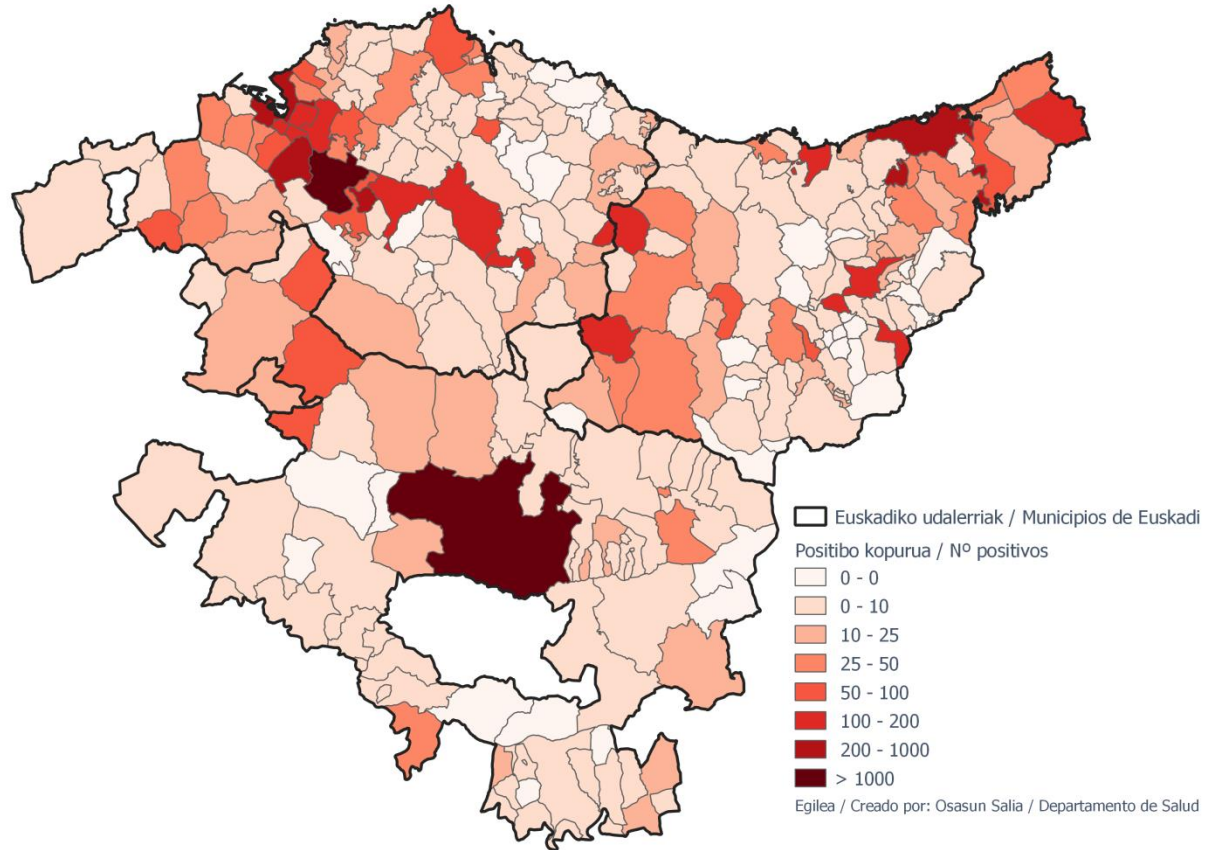 Euskadiko udalerriak / Municipios de Euskadi
Positibo kopurua / Nº positivos
0 - 0
0 - 10
10 - 25
25 - 50
50 - 100
100 - 200
200 - 1000
> 1000
Egilea / Creado por: Osasun Salia / Departamento de Salud